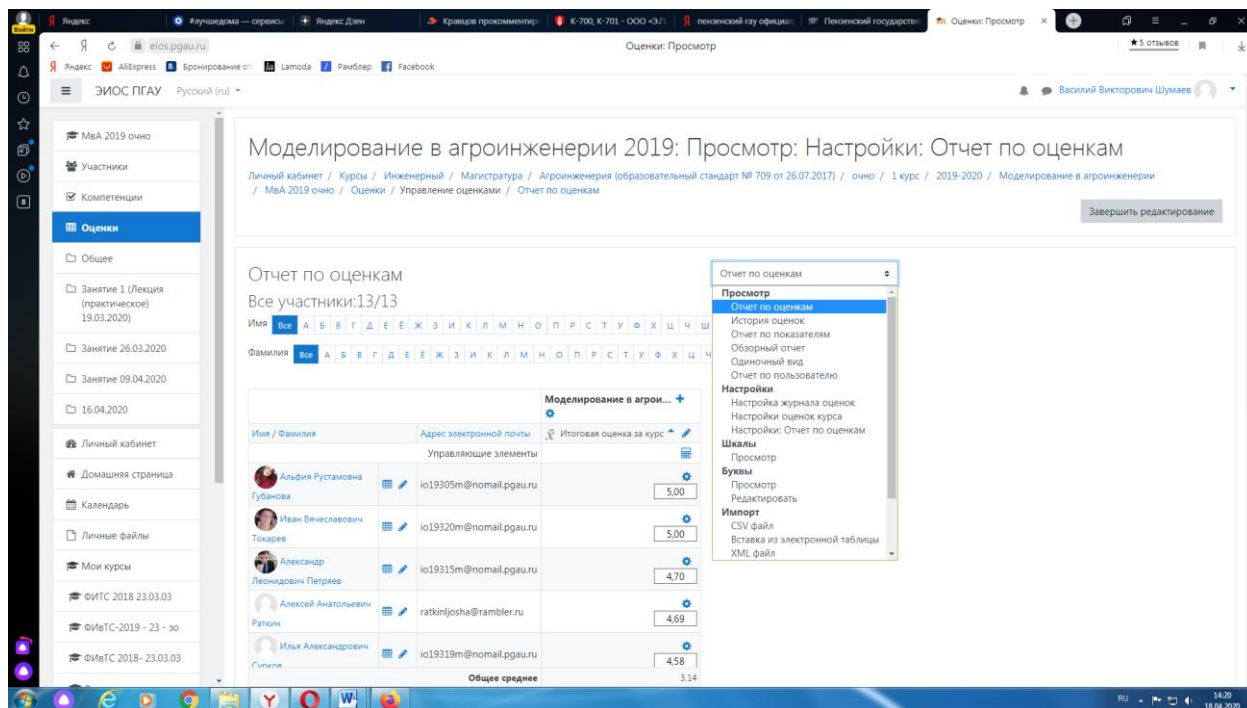 Яндекс
#лучшедома — сервисы
Яндекс.Дзен
Кравцов прокомментир
К-700, К-701 - ООО «Э.П.
пензенский гау официал
Пензенский государстве
Оценки: Просмотр
Войти
eios.pgau.ru
Оценки: Просмотр
★5 отзывов
Яндекс
AliExpress
Бронирование от
Lamoda
Рамблер
Facebook
ЭИОС ПГАУ Русский (ru)
Василий Викторович Шумаев
МвА 2019 очно
Участники
Компетенции
Оценки
Общее
Занятие 1 (Лекция
(практическое)
19.03.2020)
Занятие 26.03.2020
Занятие 09.04.2020
16.04.2020
Личный кабинет
Домашняя страница
Календарь
Личные файлы
Мои курсы
ФИТС 2018 23.03.03
ФИвТС-2019 - 23 - зо
ФИвТС 2018- 23.03.03
Моделирование в агроинженерии 2019: Просмотр: Настройки: Отчет по оценкам
Личный кабинет / Курсы / Инженерный / Магистратура / Агроинженерия (образовательный стандарт № 709 от 26.07.2017) / очно / 1 курс / 2019-2020 / Моделирование в агроинженерии
/ МвА 2019 очно / Оценки / Управление оценками / Отчет по оценкам
Завершить редактирование
Отчет по оценкам
Все участники:13/13
Имя Все А Б В Г Д Е Ё Ж З И К Л М Н О П Р С Т У Ф Х Ц Ч Ш
Фамилия Все А Б В Г Д Е Ё Ж З И К Л М Н О П Р С Т У Ф Х Ц Ч
Моделирование в агрои...
Имя / Фамилия
Адрес электронной почты
Итоговая оценка за курс
Управляющие элементы
Альфия Рустамовна
Губанова
io19305m@nomail.pgau.ru
5,00
Иван Вячеславович
Токарев
io19320m@nomail.pgau.ru
5,00
Александр
Леонидович Петряев
io19315m@nomail.pgau.ru
4,70
Алексей Анатольевич
Раткин
ratkinljosha@rambler.ru
4,69
Илья Александрович
Сурков
io19319m@nomail.pgau.ru
4,58
Общее среднее
3.14
Отчет по оценкам
Просмотр
Отчет по оценкам
История оценок
Отчет по показателям
Обзорный отчет
Одиночный вид
Отчет по пользователю
Настройки
Настройка журнала оценок
Настройки оценок курса
Настройки: Отчет по оценкам
Шкалы
Просмотр
Буквы
Просмотр
Редактировать
Импорт
CSV файл
Вставка из электронной таблицы
XML файл
RU
14:20
18.04.2020